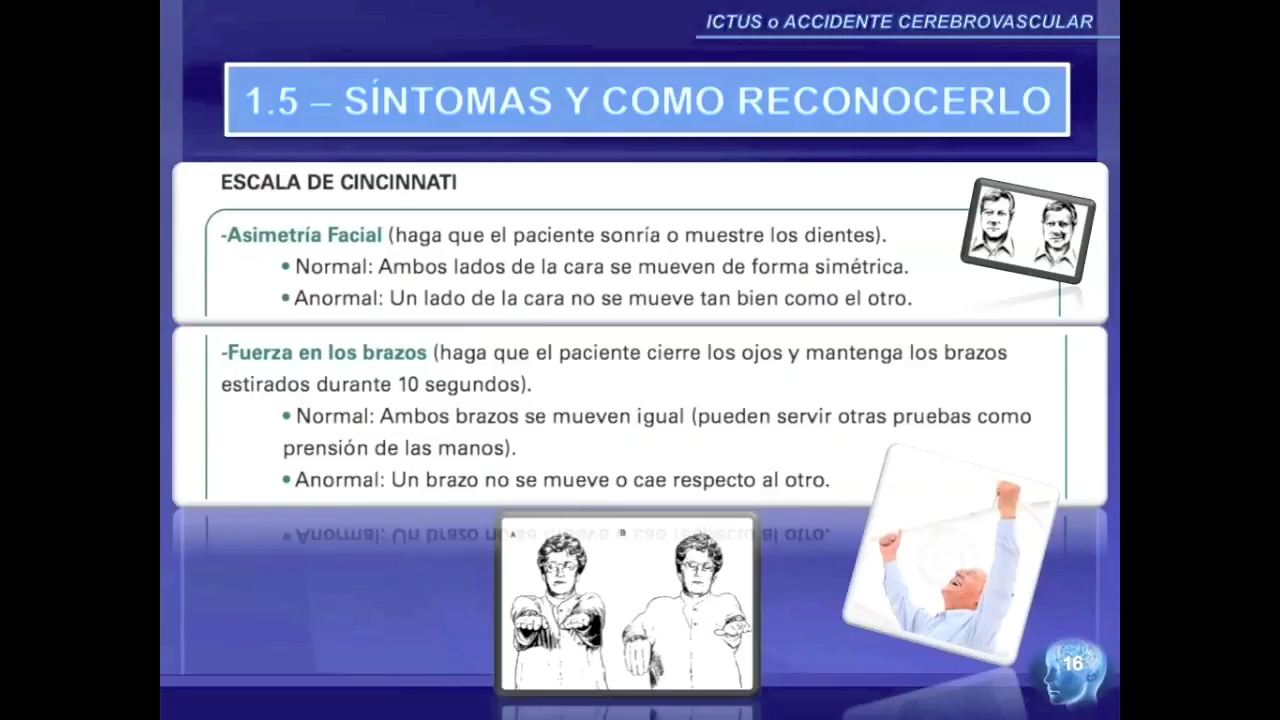 ICTUS o ACCIDENTE CEREBROVASCULAR
1.5 – SÍNTOMAS Y COMO RECONOCERLO
ESCALA DE CINCINNATI
-Asimetría Facial (haga que el paciente sonría o muestre los dientes).
• Normal: Ambos lados de la cara se mueven de forma simétrica.
• Anormal: Un lado de la cara no se mueve tan bien como el otro.
-Fuerza en los brazos (haga que el paciente cierre los ojos y mantenga los brazos
estirados durante 10 segundos).
• Normal: Ambos brazos se mueven igual (pueden servir otras pruebas como
prensión de las manos).
• Anormal: Un brazo no se mueve o cae respecto al otro.
A B
16